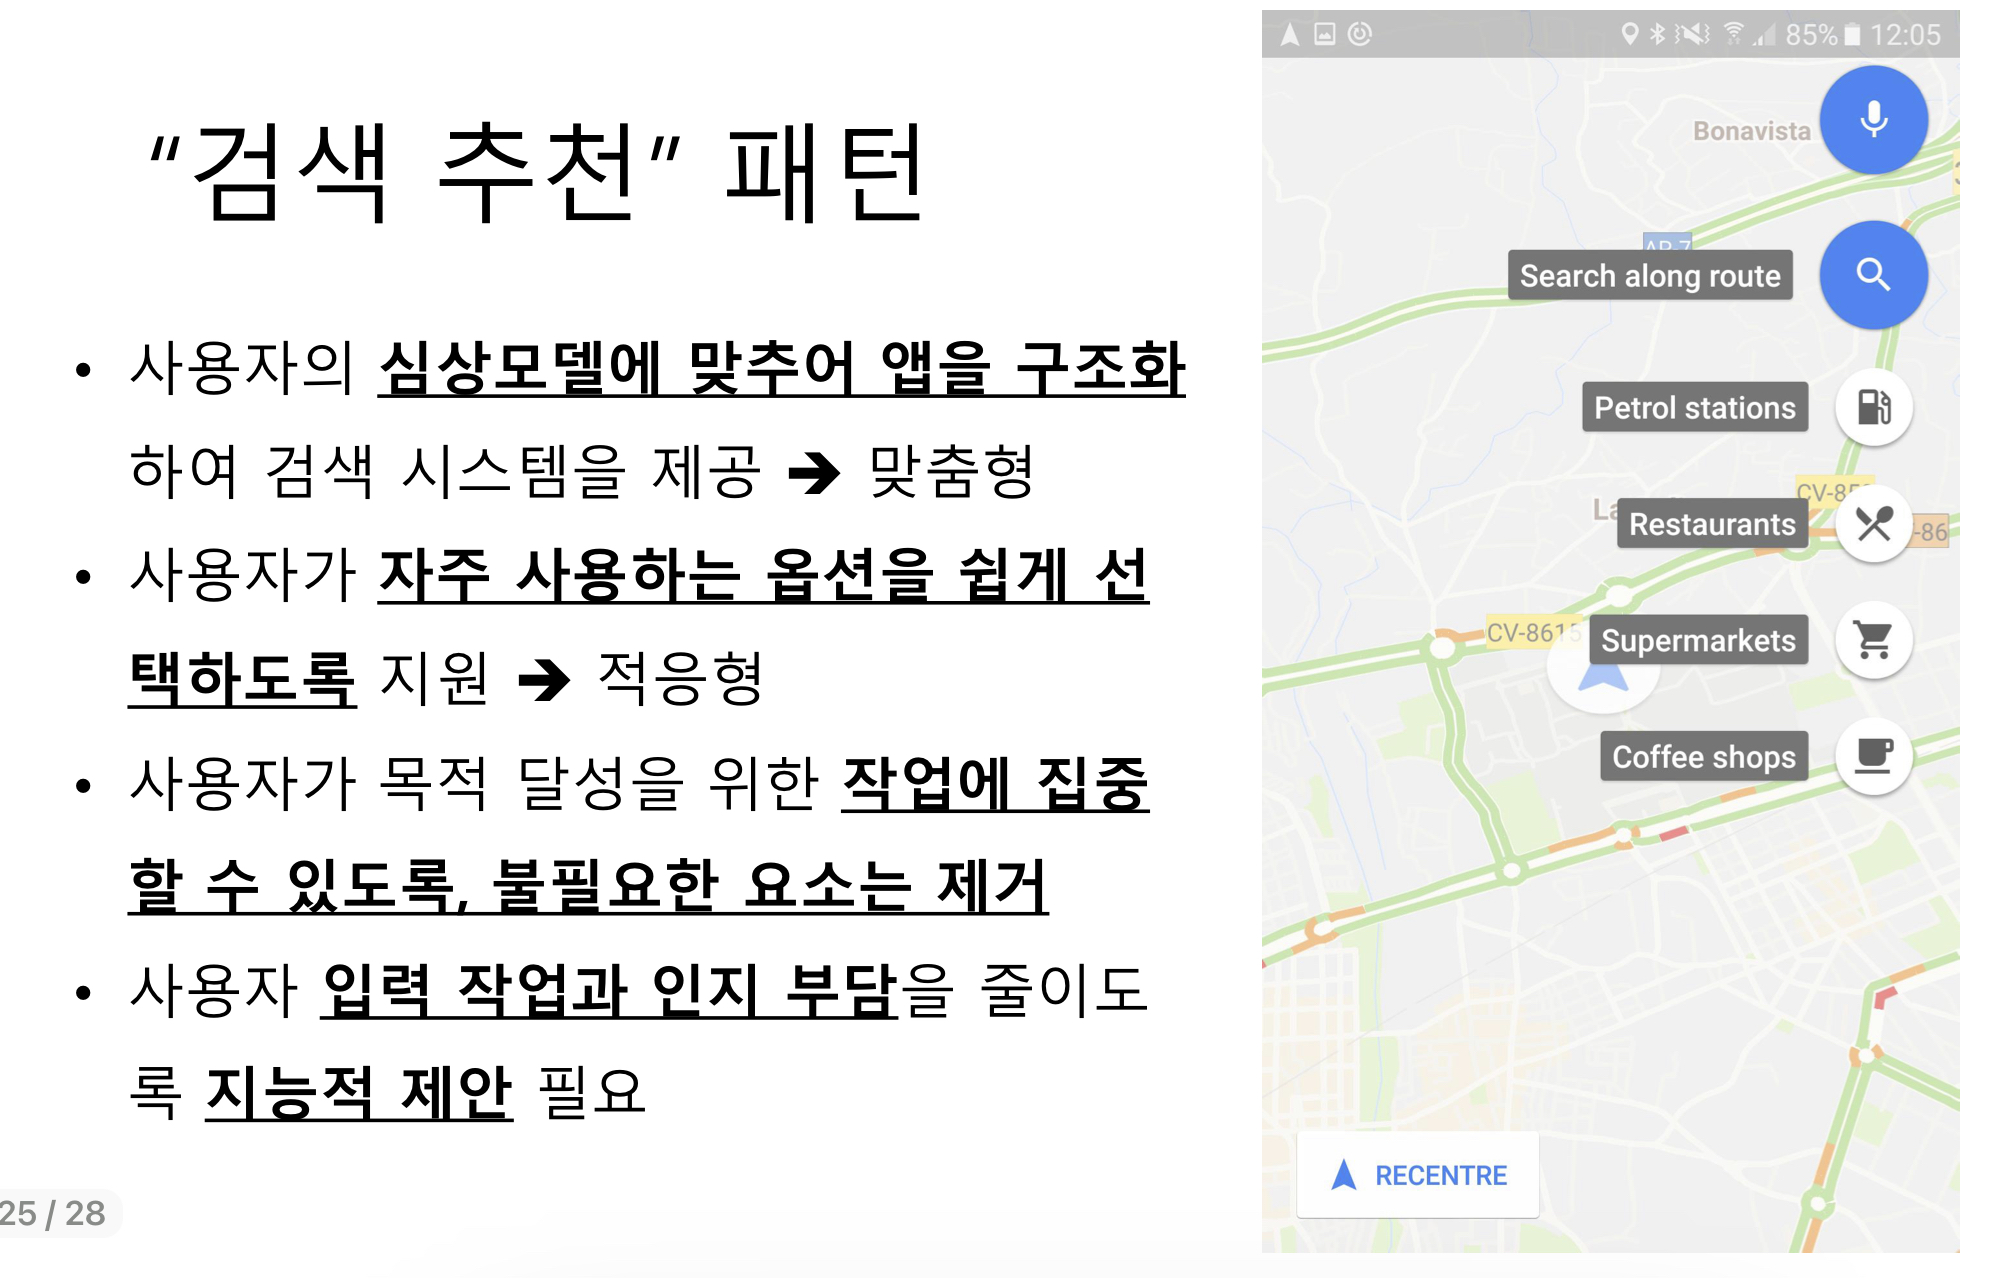 “검색 추천” 패턴
• 사용자의 심상모델에 맞추어 앱을 구조화
하여 검색 시스템을 제공 ➔ 맞춤형
• 사용자가 자주 사용하는 옵션을 쉽게 선
택하도록 지원 ➔ 적응형
• 사용자가 목적 달성을 위한 작업에 집중
할 수 있도록, 불필요한 요소는 제거
• 사용자 입력 작업과 인지 부담을 줄이도
록 지능적 제안 필요
25 / 28
85% 12:05
Bonavista
AP-7
Search along route
Petrol stations
Restaurants
-86
CV-8615
Supermarkets
Coffee shops
RECENTRE